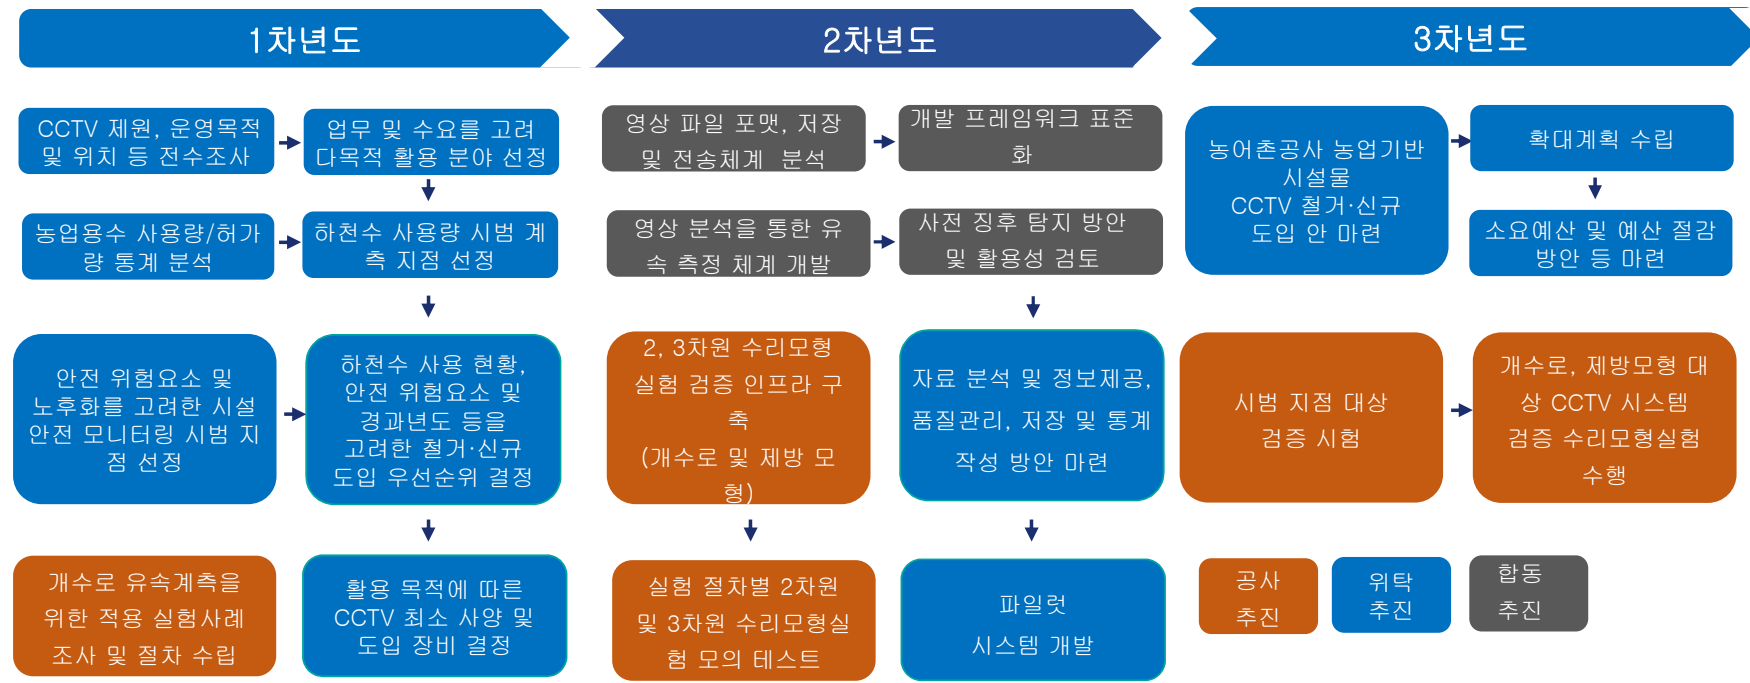 1차년도
2차년도
3차년도
CCTV 제원, 운영목적
및 위치 등 전수조사
업무 및 수요를 고려
다목적 활용 분야 선정
농업용수 사용량/허가
량 통계 분석
하천수 사용량 시범 계
측 지점 선정
안전 위험요소 및
노후화를 고려한 시설
안전 모니터링 시범 지
점 선정
하천수 사용 현황,
안전 위험요소 및
경과년도 등을
고려한 철거·신규
도입 우선순위 결정
개수로 유속계측을
위한 적용 실험사례
조사 및 절차 수립
활용 목적에 따른
CCTV 최소 사양 및
도입 장비 결정
영상 파일 포맷, 저장
및 전송체계 분석
개발 프레임워크 표준
화
영상 분석을 통한 유
속 측정 체계 개발
사전 징후 탐지 방안
및 활용성 검토
2, 3차원 수리모형
실험 검증 인프라 구
축
(개수로 및 제방 모
형)
자료 분석 및 정보제공,
품질관리, 저장 및 통계
작성 방안 마련
실험 절차별 2차원
및 3차원 수리모형실
험 모의 테스트
파일럿
시스템 개발
농어촌공사 농업기반
시설물
CCTV 철거·신규
도입 안 마련
확대계획 수립
소요예산 및 예산 절감
방안 등 마련
시범 지점 대상
검증 시험
개수로, 제방모형 대
상 CCTV 시스템
검증 수리모형실험
수행
공사
추진
위탁
추진
합동
추진